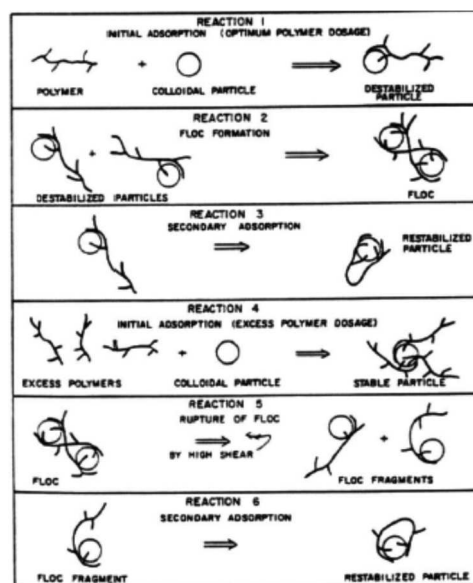 REACTION 1
INITIAL ADSORPTION (OPTIMUM POLYMER DOSAGE)
+
POLYMER
COLLOIDAL PARTICLE
DESTABILIZED
PARTICLE
REACTION 2
FLOC FORMATION
+
DESTABILIZED PARTICLES
FLOC
REACTION 3
SECONDARY ADSORPTION
RESTABILIZED
PARTICLE
REACTION 4
INITIAL ADSORPTION (EXCESS POLYMER DOSAGE)
+
EXCESS POLYMERS
COLLOIDAL PARTICLE
STABLE PARTICLE
REACTION 5
RUPTURE OF FLOC
BY HIGH SHEAR
+
FLOC
FLOC FRAGMENTS
REACTION 6
SECONDARY ADSORPTION
FLOC FRAGMENT
RESTABILIZED PARTICLE